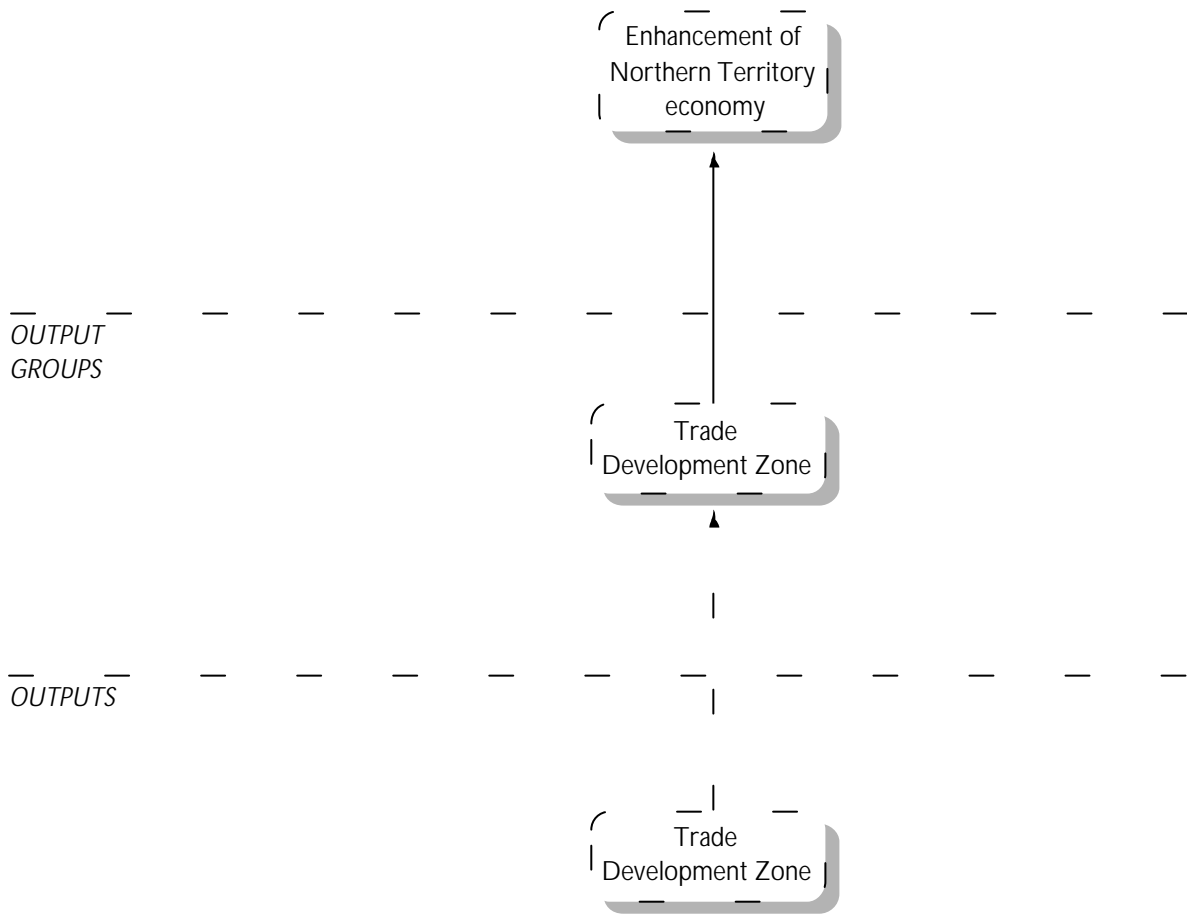 Enhancement of
Northern Territory
economy
OUTPUT
GROUPS
Trade
Development Zone
OUTPUTS
Trade
Development Zone